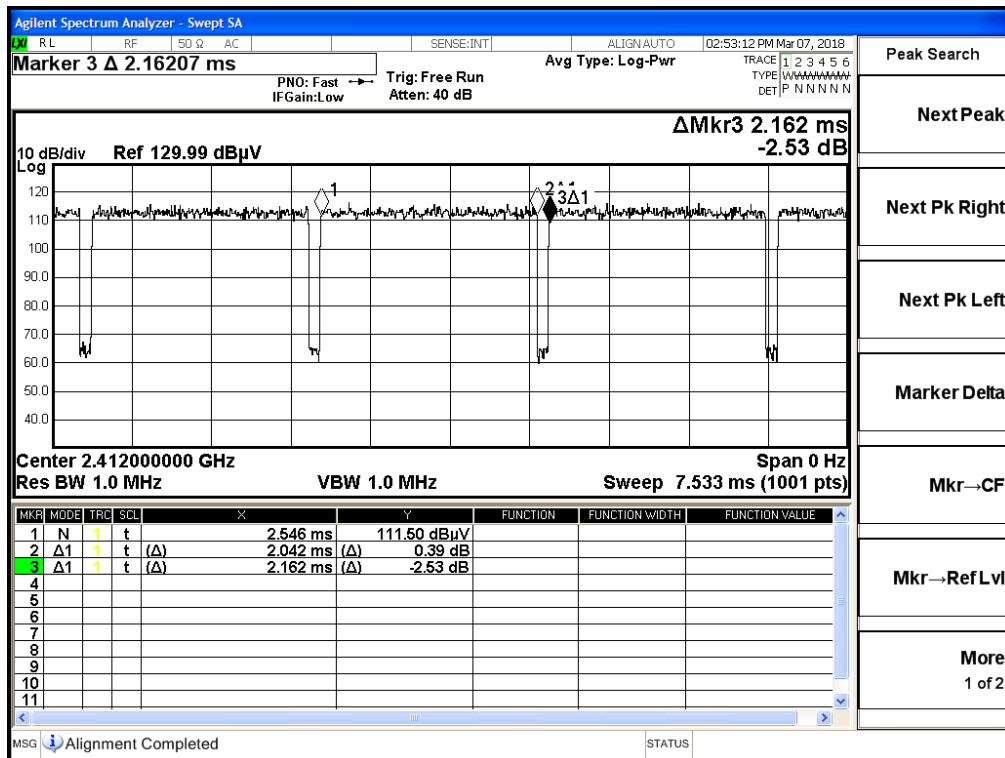 Agilent Spectrum Analyzer - Swept SA
LXI RL RF 50 Ω AC SENSE:INT ALIGN AUTO 02:53:12 PM Mar 07, 2018
Marker 3 Δ 2.16207 ms
PNO: Fast
IFGain:Low
Trig: Free Run
Atten: 40 dB
Avg Type: Log-Pwr
TRACE 1 2 3 4 5 6
TYPE WWWWWW
DET P N N N N N
ΔMkr3 2.162 ms
-2.53 dB
10 dB/div Ref 129.99 dBµV
Log
120
110
100
90.0
80.0
70.0
60.0
50.0
40.0
1
3Δ1
Center 2.412000000 GHz Span 0 Hz
Res BW 1.0 MHz VBW 1.0 MHz Sweep 7.533 ms (1001 pts)
MKR MODE TRC SCL X Y FUNCTION FUNCTION WIDTH FUNCTION VALUE
1 N 1 t 2.546 ms 111.50 dBµV
2 Δ1 1 t (Δ) 2.042 ms (Δ) 0.39 dB
3 Δ1 1 t (Δ) 2.162 ms (Δ) -2.53 dB
4
5
6
7
8
9
10
11
MSG Alignment Completed STATUS
Peak Search
Next Peak
Next Pk Right
Next Pk Left
Marker Delta
Mkr→CF
Mkr→Ref Lvl
More
1 of 2